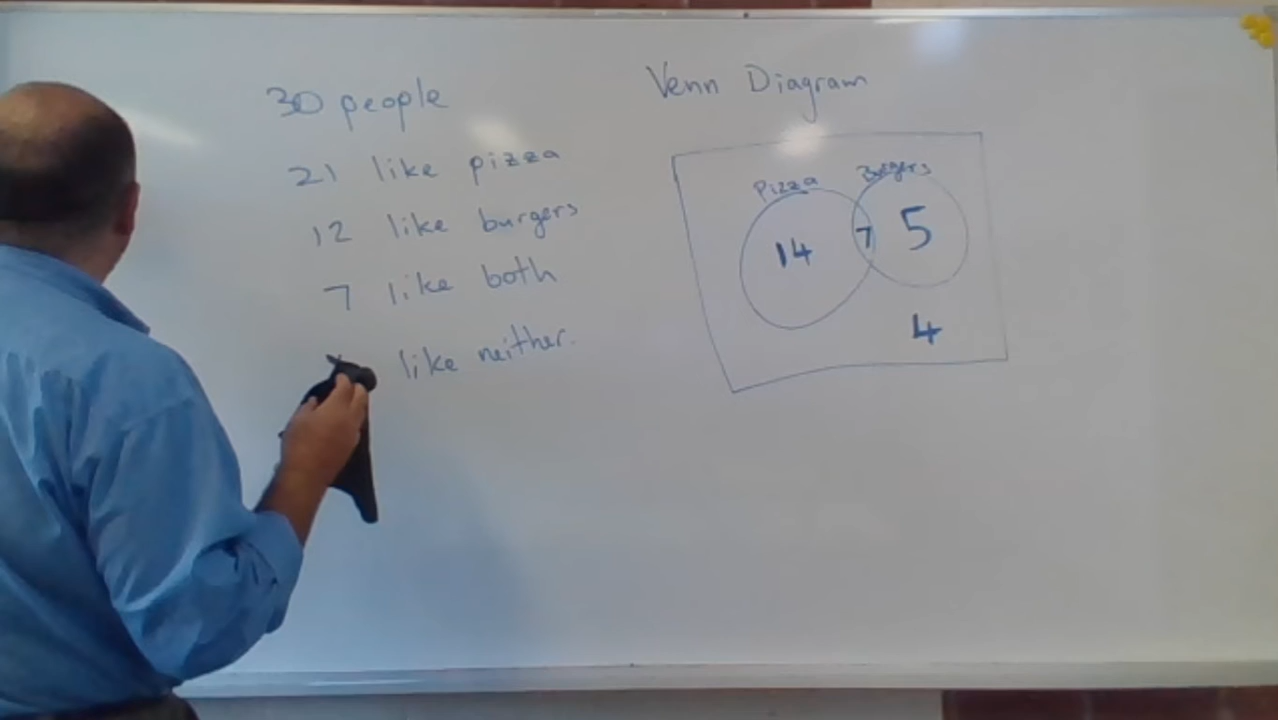 30 people
21 like pizza
12 like burgers
7 like both
like neither.
Venn Diagram
Pizza
Burgers
14
7
5
4